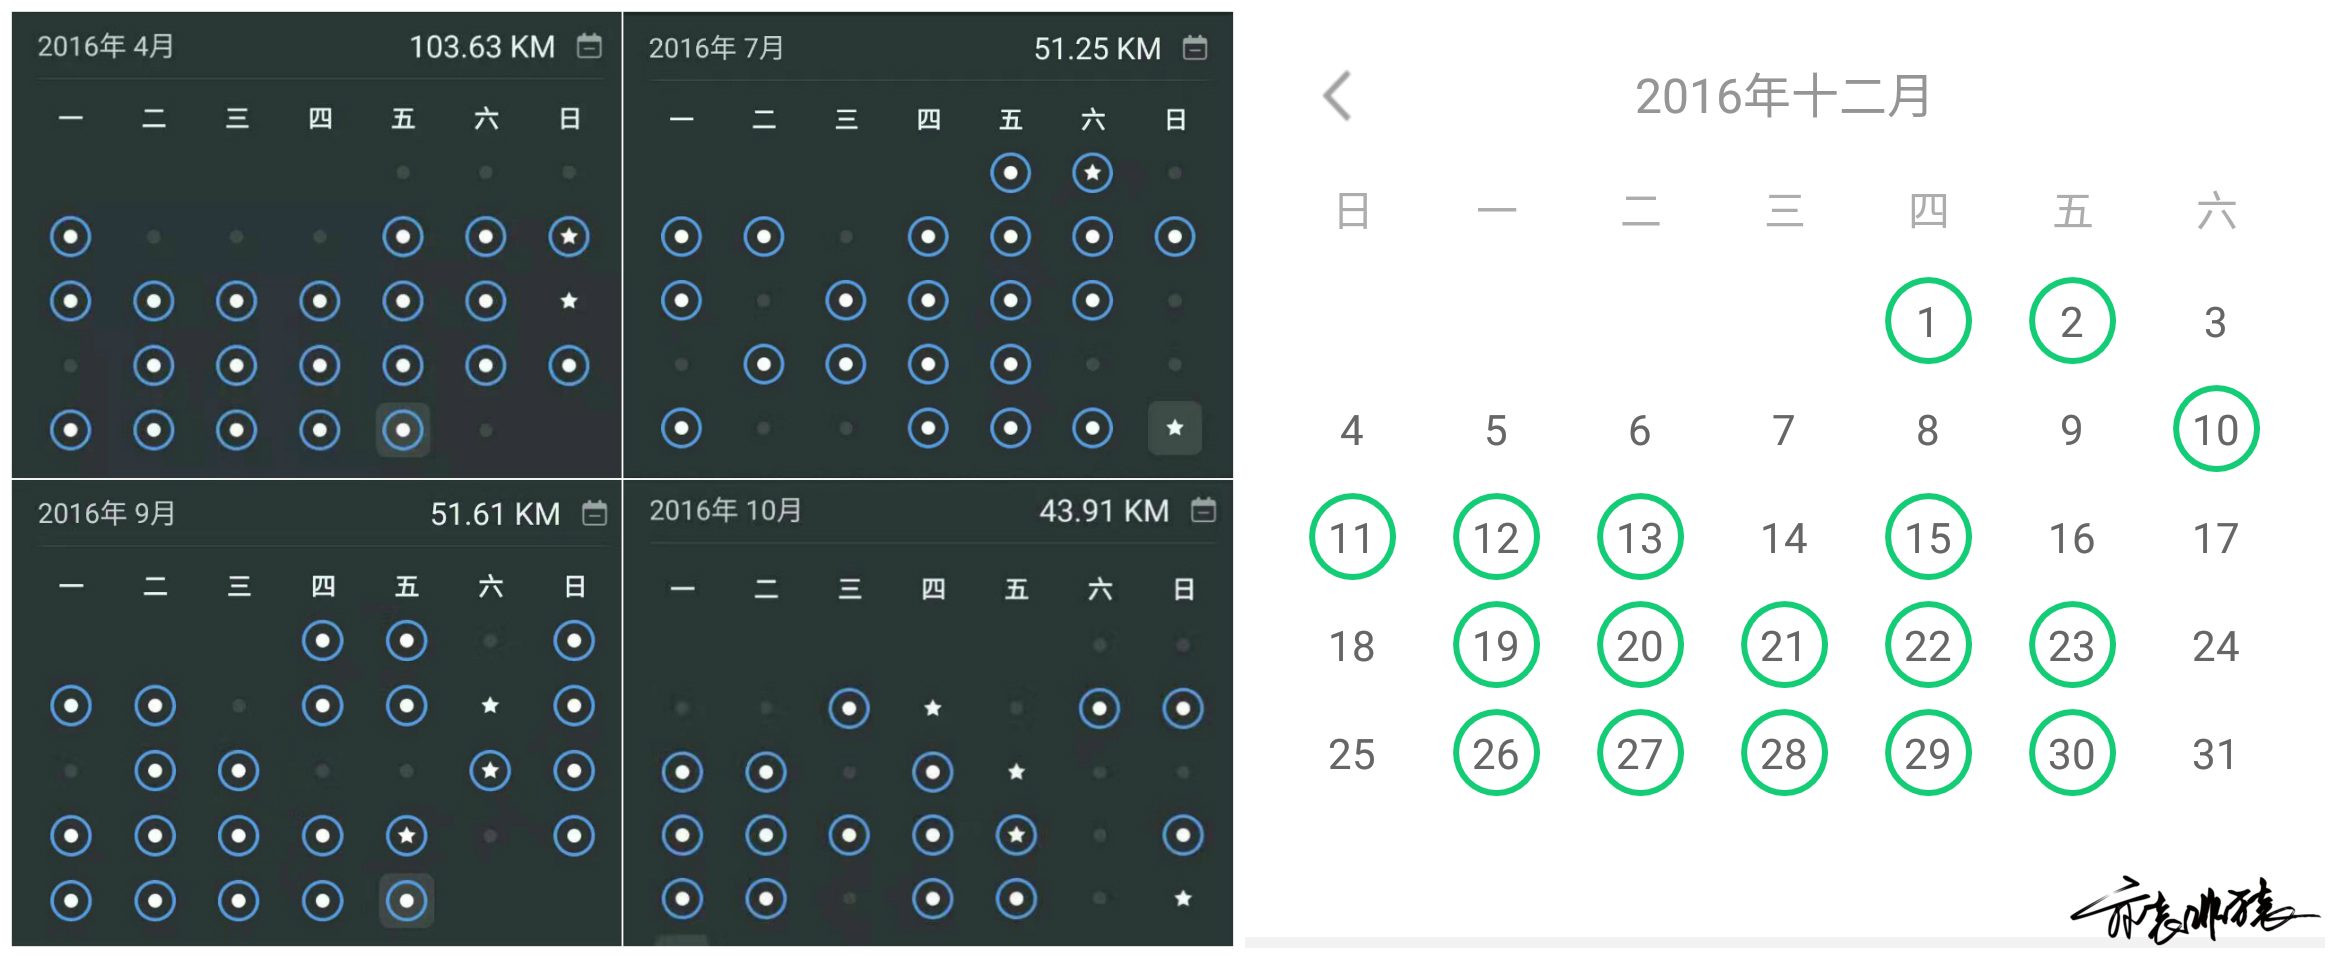 2016年 4月 103.63 KM
一 二 三 四 五 六 日
2016年 7月 51.25 KM
一 二 三 四 五 六 日
2016年 9月 51.61 KM
一 二 三 四 五 六 日
2016年 10月 43.91 KM
一 二 三 四 五 六 日
2016年十二月
日 一 二 三 四 五 六
1 2 3
4 5 6 7 8 9 10
11 12 13 14 15 16 17
18 19 20 21 22 23 24
25 26 27 28 29 30 31